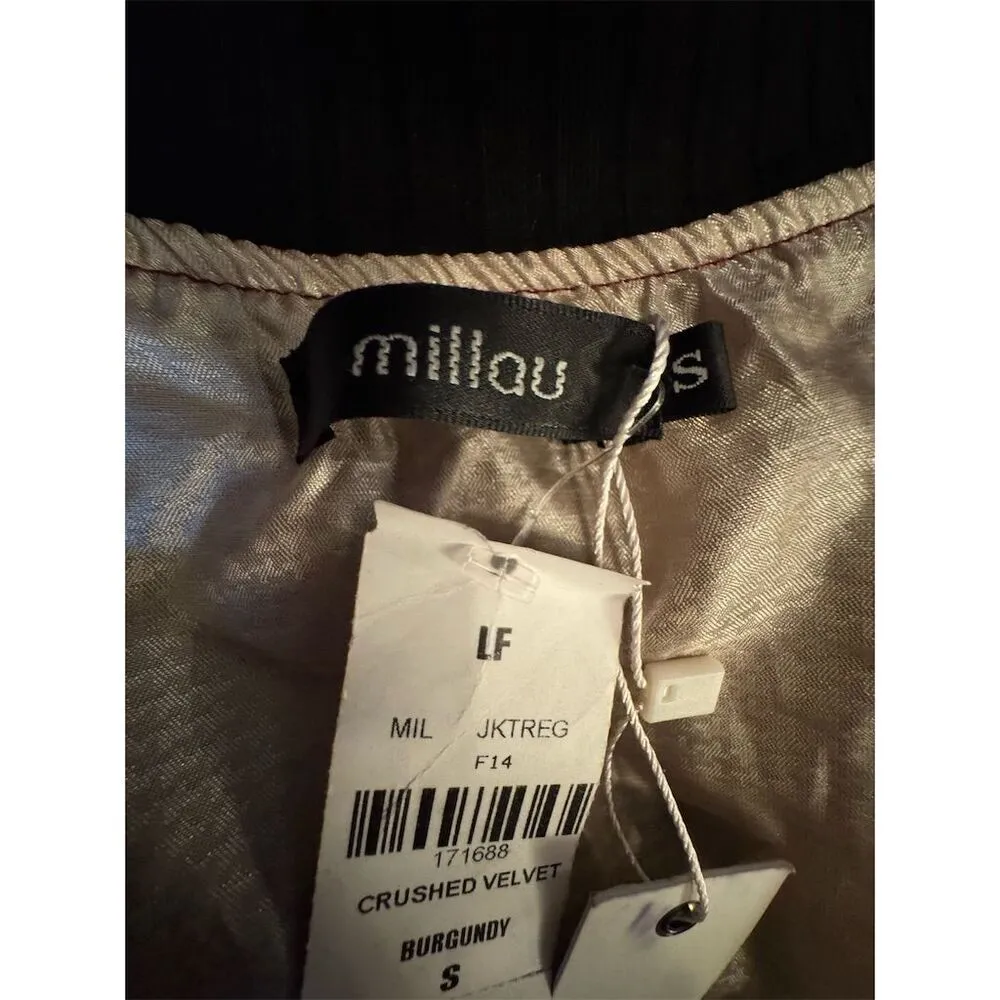 millau
S
LF
MIL JKTREG
F14
171688
CRUSHED VELVET
BURGUNDY
S